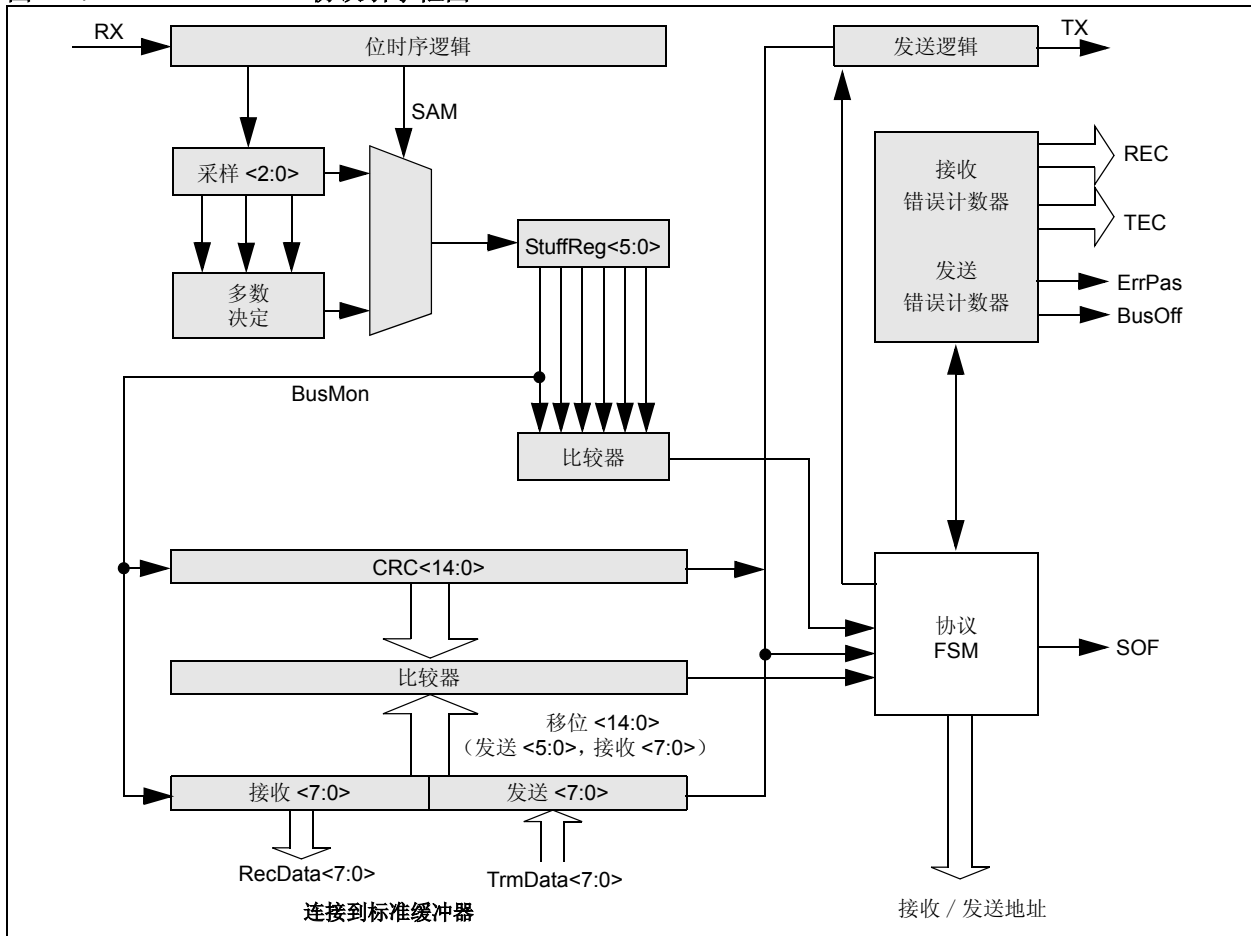 RX
位时序逻辑
发送逻辑
TX
SAM
采样 <2:0>
多数
决定
StuffReg<5:0>
接收
错误计数器
发送
错误计数器
REC
TEC
ErrPas
BusOff
BusMon
比较器
CRC<14:0>
比较器
协议
FSM
SOF
移位 <14:0>
（发送 <5:0>，接收 <7:0>）
接收 <7:0>
发送 <7:0>
RecData<7:0>
TrmData<7:0>
连接到标准缓冲器
接收 / 发送地址